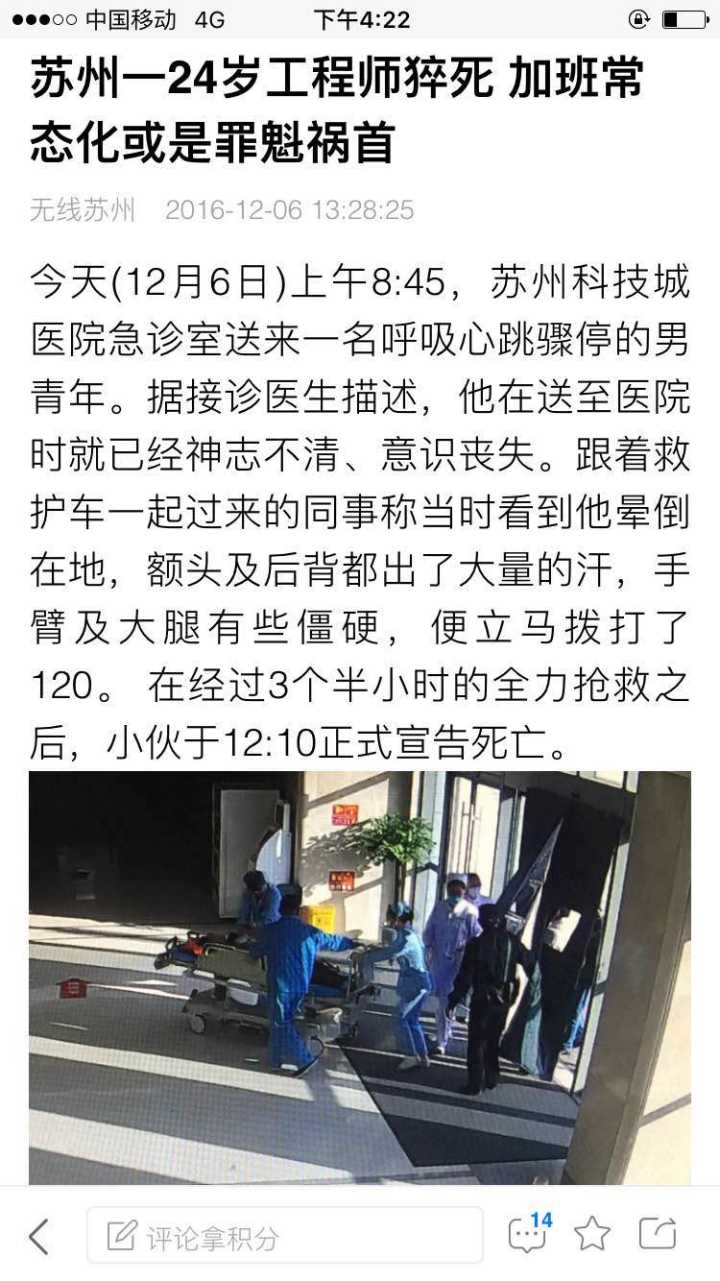 中国移动 4G 下午4:22
苏州一24岁工程师猝死 加班常
态化或是罪魁祸首
无线苏州 2016-12-06 13:28:25
今天(12月6日)上午8:45，苏州科技城
医院急诊室送来一名呼吸心跳骤停的男
青年。据接诊医生描述，他在送至医院
时就已经神志不清、意识丧失。跟着救
护车一起过来的同事称当时看到他晕倒
在地，额头及后背都出了大量的汗，手
臂及大腿有些僵硬，便立马拨打了
120。 在经过3个半小时的全力抢救之
后，小伙于12:10正式宣告死亡。
评论拿积分
14